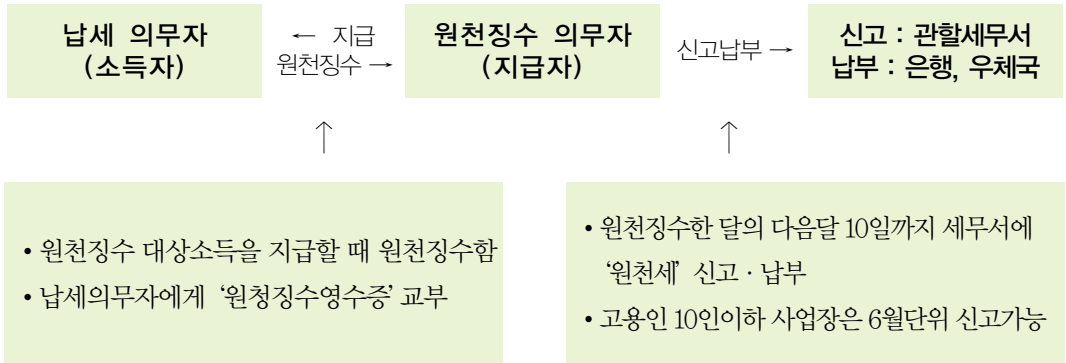 납세 의무자
(소득자)
← 지급
원천징수 →
원천징수 의무자
(지급자)
신고납부 →
신고 : 관할세무서
납부 : 은행, 우체국
↑
↑
• 원천징수 대상소득을 지급할 때 원천징수함
• 납세의무자에게 ‘원청징수영수증’ 교부
• 원천징수한 달의 다음달 10일까지 세무서에
‘원천세’ 신고 · 납부
• 고용인 10인이하 사업장은 6월단위 신고가능